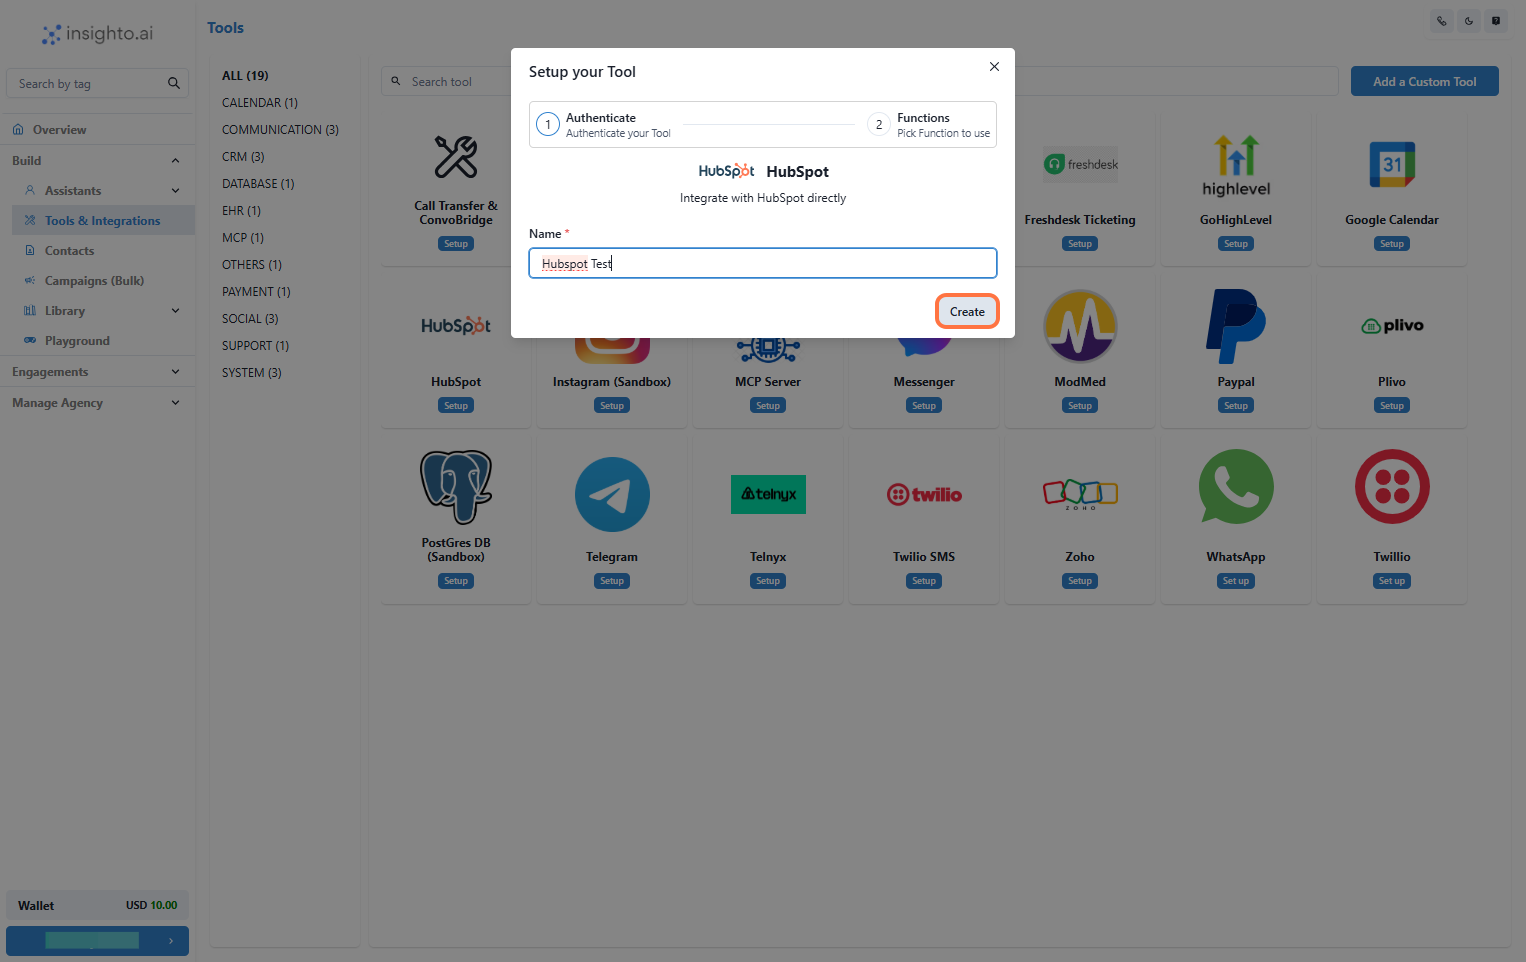 insighto.ai
Search by tag
Overview
Build
Assistants
Tools & Integrations
Contacts
Campaigns (Bulk)
Library
Playground
Engagements
Manage Agency
Wallet
USD 10.00
Tools
ALL (19)
CALENDAR (1)
COMMUNICATION (3)
CRM (3)
DATABASE (1)
EHR (1)
MCP (1)
OTHERS (1)
PAYMENT (1)
SOCIAL (3)
SUPPORT (1)
SYSTEM (3)
Search tool
Add a Custom Tool
Setup your Tool
1
Authenticate
Authenticate your Tool
2
Functions
Pick Function to use
HubSpot
HubSpot
Integrate with HubSpot directly
Name *
Hubspot Test
Create
Call Transfer &
ConvoBridge
Setup
freshdesk
Freshdesk Ticketing
Setup
highlevel
GoHighLevel
Setup
31
Google Calendar
Setup
HubSpot
HubSpot
Setup
Instagram (Sandbox)
Setup
MCP Server
Setup
Messenger
Setup
ModMed
Setup
Paypal
Setup
plivo
Plivo
Setup
PostGres DB
(Sandbox)
Setup
Telegram
Setup
telnyx
Telnyx
Setup
twilio
Twilio SMS
Setup
ZOHO
Zoho
Setup
WhatsApp
Set up
Twillio
Set up